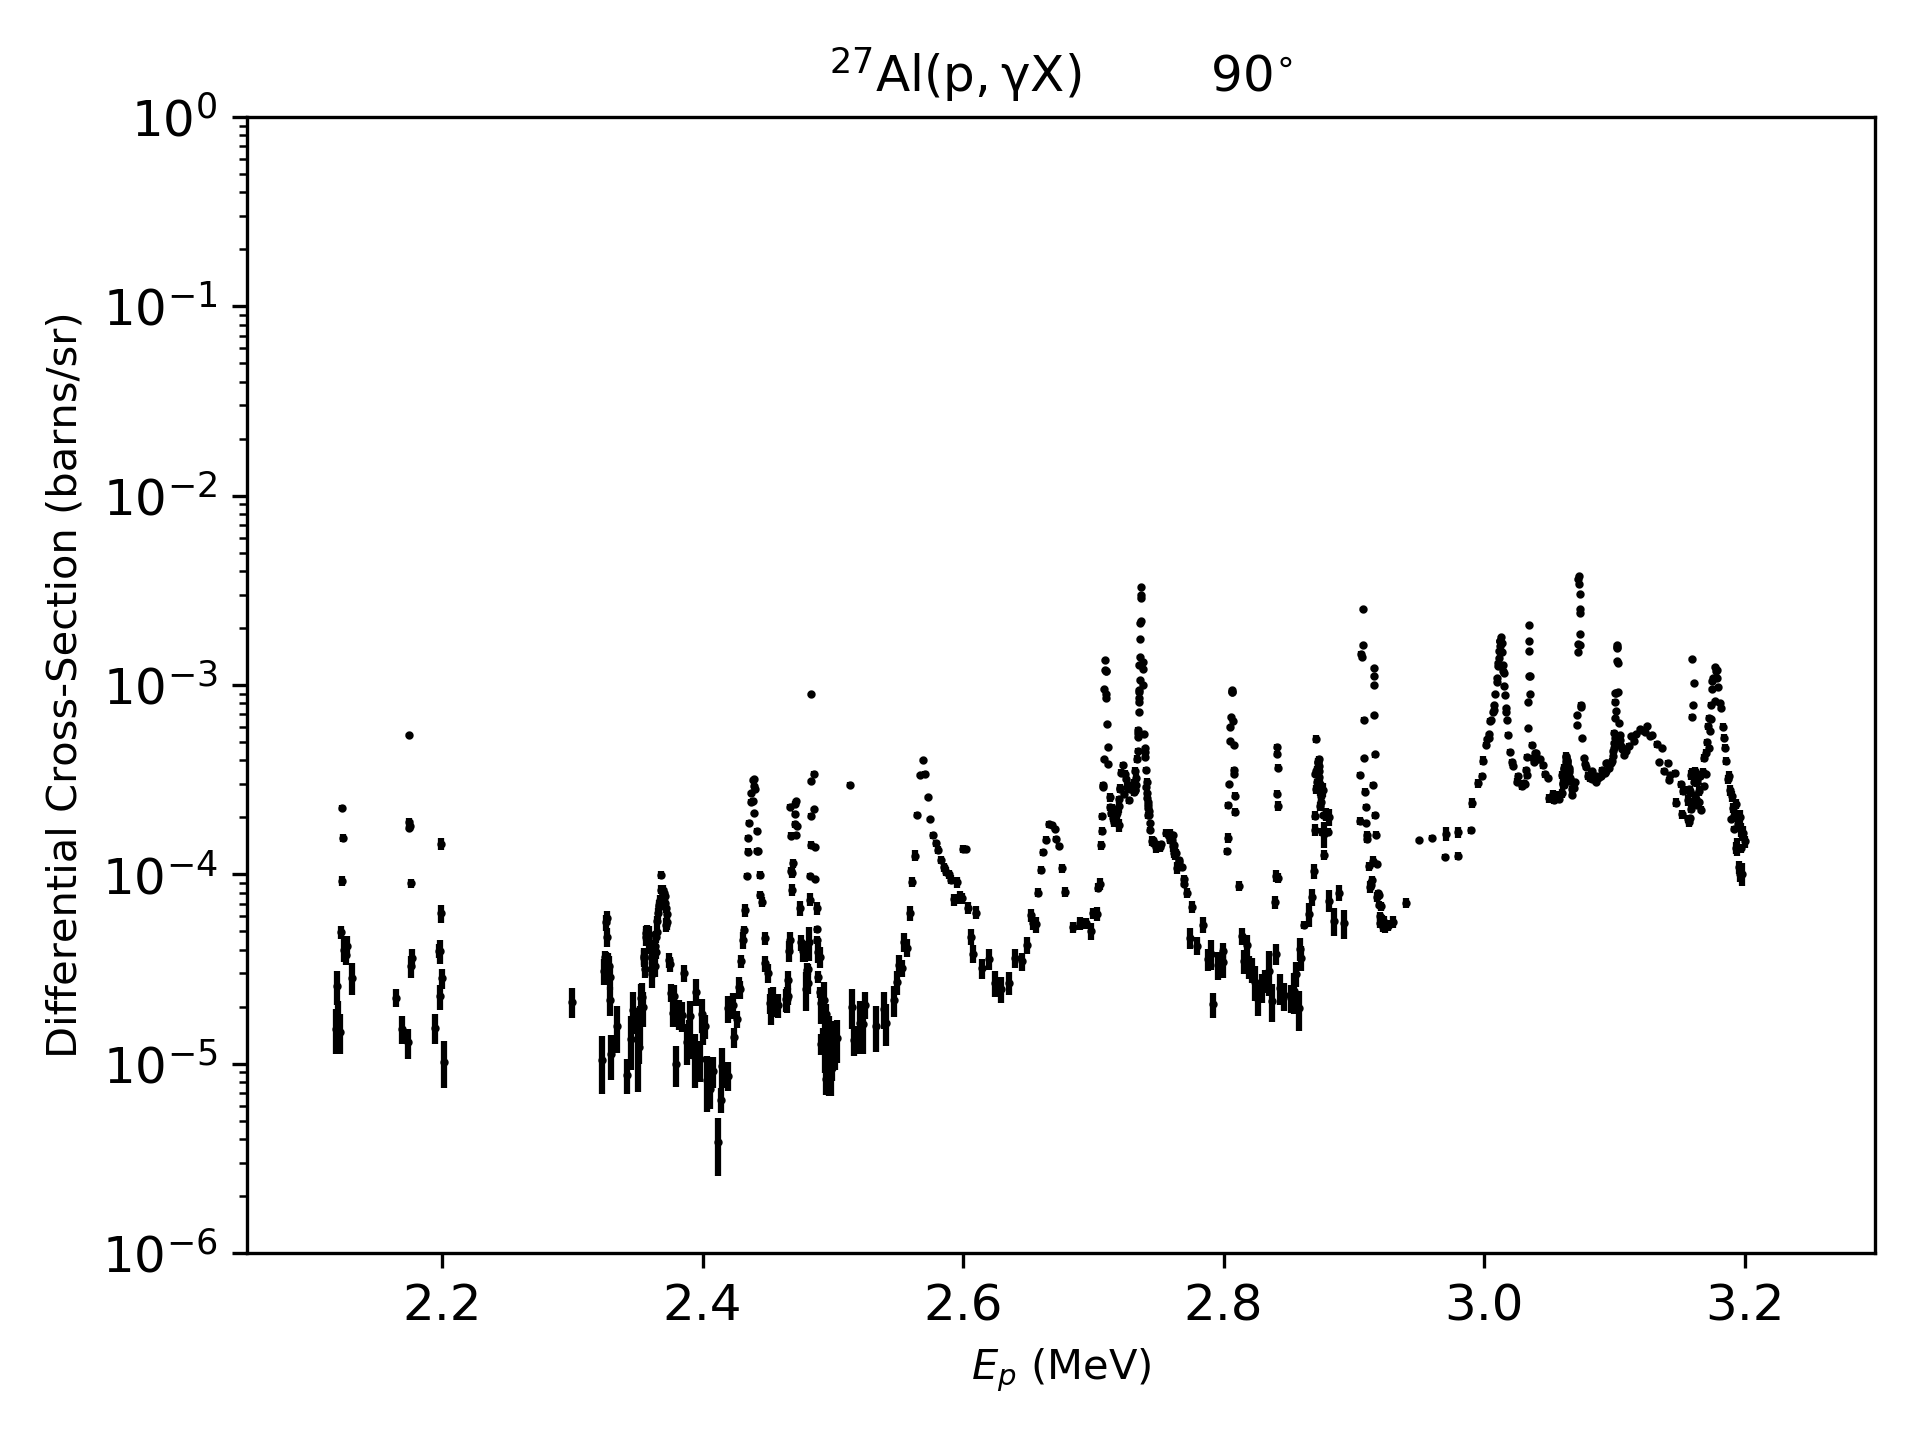 ²⁷Al(p, γX) 90°
10⁰
10⁻¹
10⁻²
10⁻³
10⁻⁴
10⁻⁵
10⁻⁶
Differential Cross-Section (barns/sr)
2.2 2.4 2.6 2.8 3.0 3.2
Eₚ (MeV)